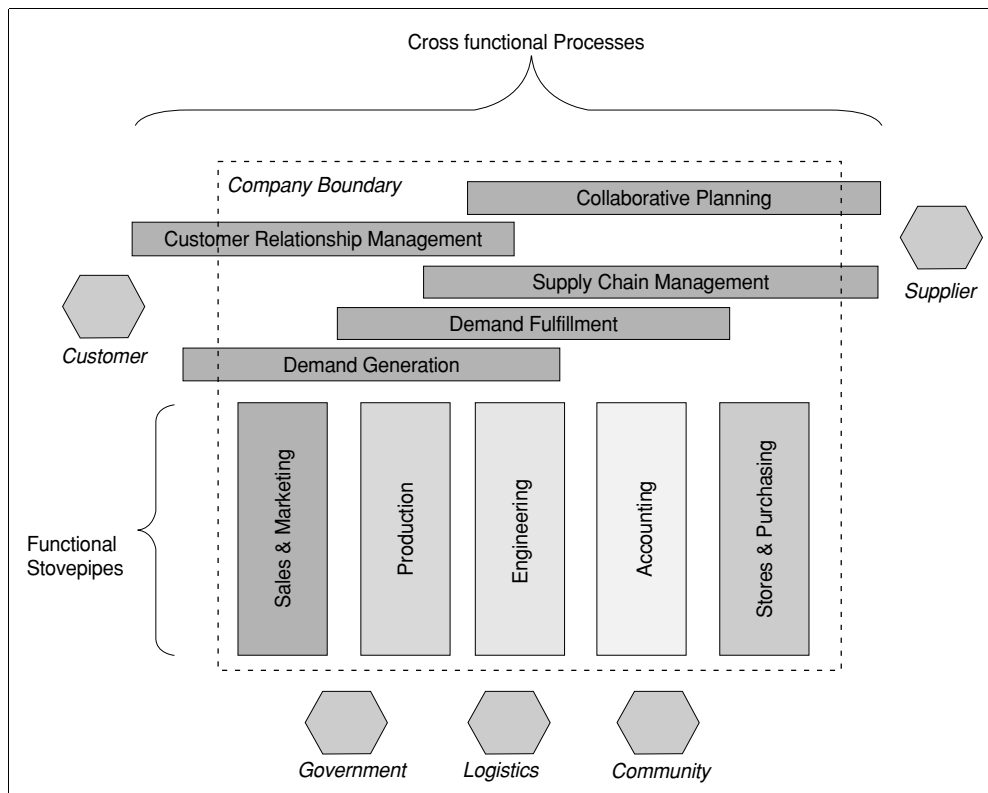 Cross functional Processes
Company Boundary
Collaborative Planning
Customer Relationship Management
Supply Chain Management
Supplier
Demand Fulfillment
Customer
Demand Generation
Functional
Stovepipes
Sales & Marketing
Production
Engineering
Accounting
Stores & Purchasing
Government
Logistics
Community